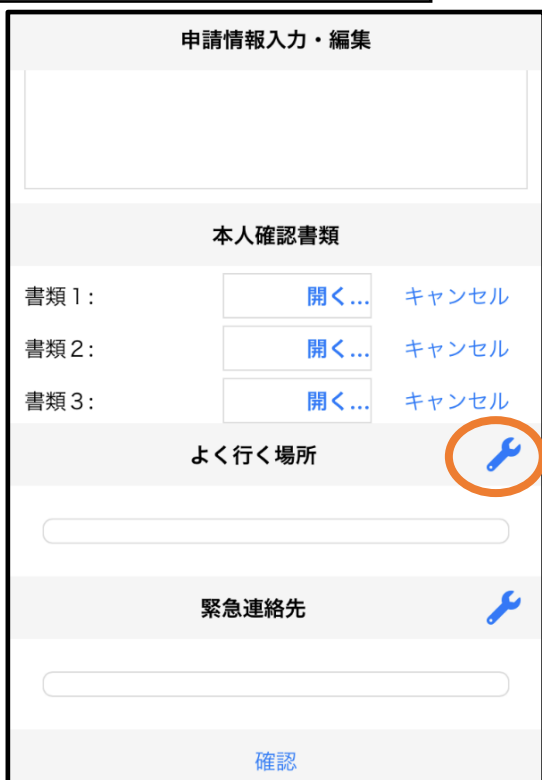 申請情報入力・編集
本人確認書類
書類1: 開く... キャンセル
書類2: 開く... キャンセル
書類3: 開く... キャンセル
よく行く場所
緊急連絡先
確認